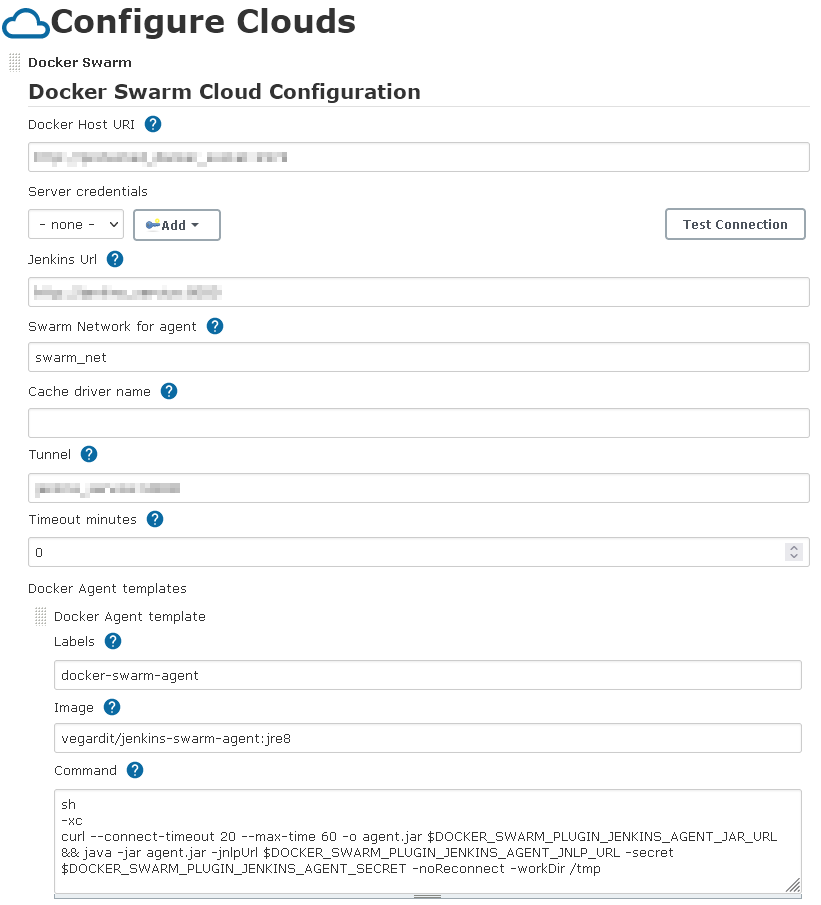 Configure Clouds
Docker Swarm
Docker Swarm Cloud Configuration
Docker Host URI ?
Server credentials
- none -
Add
Test Connection
Jenkins Url ?
Swarm Network for agent ?
swarm_net
Cache driver name ?
Tunnel ?
Timeout minutes ?
0
Docker Agent templates
Docker Agent template
Labels ?
docker-swarm-agent
Image ?
vegardit/jenkins-swarm-agent:jre8
Command ?
sh
-xc
curl --connect-timeout 20 --max-time 60 -o agent.jar $DOCKER_SWARM_PLUGIN_JENKINS_AGENT_JAR_URL
&& java -jar agent.jar -jnlpUrl $DOCKER_SWARM_PLUGIN_JENKINS_AGENT_JNLP_URL -secret
$DOCKER_SWARM_PLUGIN_JENKINS_AGENT_SECRET -noReconnect -workDir /tmp